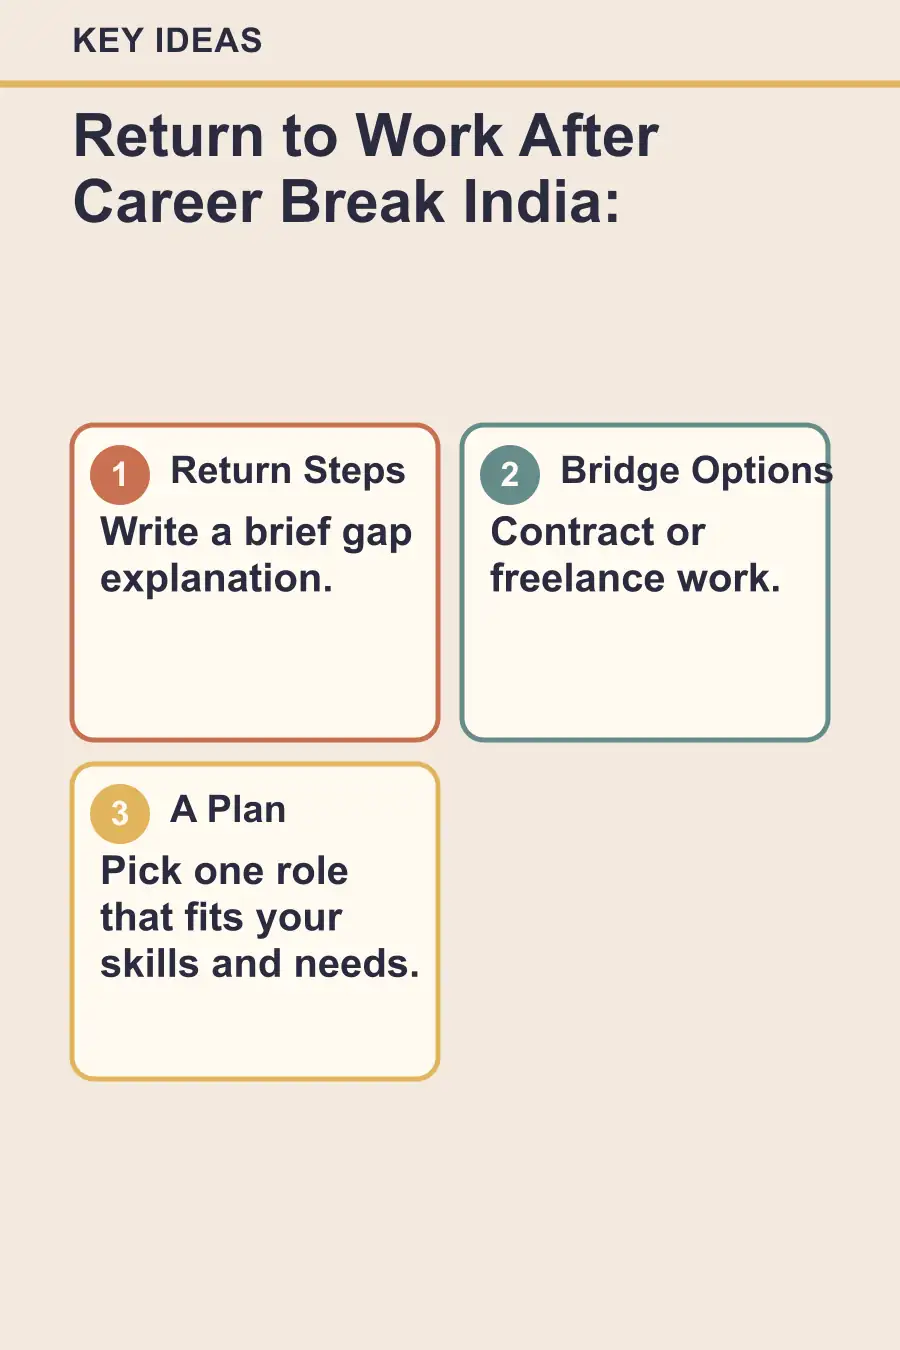 KEY IDEAS
Return to Work After
Career Break India:
1
Return Steps
Write a brief gap
explanation.
2
Bridge Options
Contract or
freelance work.
3
A Plan
Pick one role
that fits your
skills and needs.